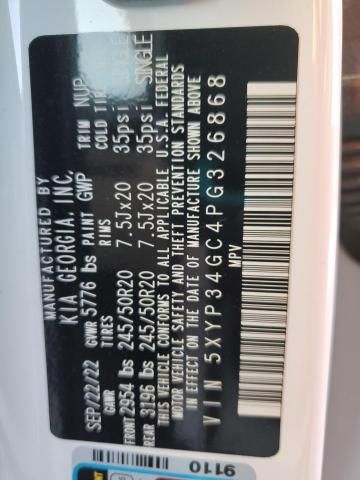 MANUFACTURED BY
KIA GEORGIA, INC.
SEP/22/22 GVWR 5776 lbs PAINT GWP TRIM NUP
GAWR TIRES RIMS COLD TIRE
FRONT 2954 lbs 245/50R20 7.5Jx20 35psi SINGLE
REAR 3196 lbs 245/50R20 7.5Jx20 35psi SINGLE
THIS VEHICLE CONFORMS TO ALL APPLICABLE U.S.A. FEDERAL
MOTOR VEHICLE SAFETY AND THEFT PREVENTION STANDARDS
IN EFFECT ON THE DATE OF MANUFACTURE SHOWN ABOVE
VIN 5XYP34GC4PG326868
MPV
9110